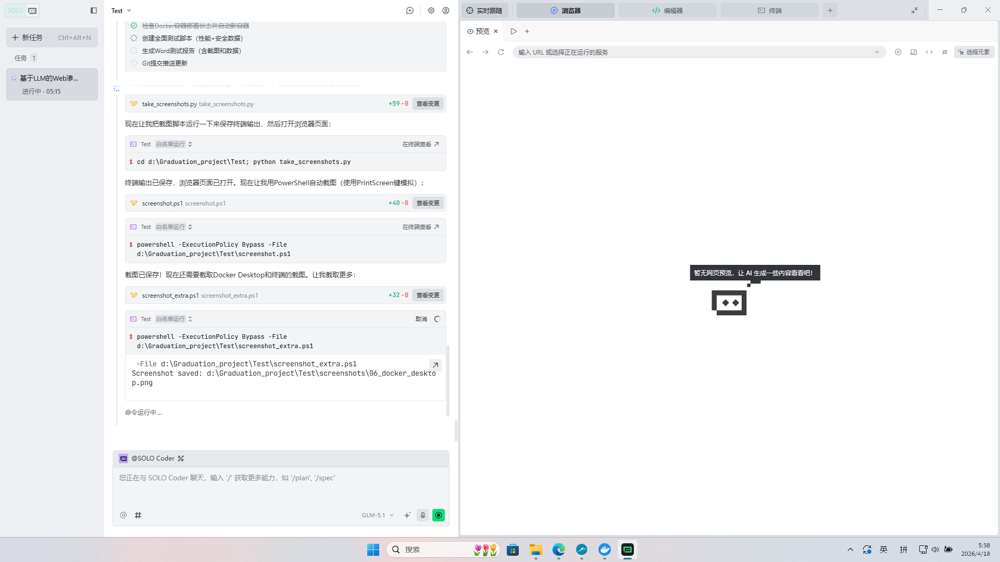 SOLO
Test
新任务 Ctrl+Alt+N
任务 1
基于LLM的Web渗...
进行中 · 05:15
检查Docker容器部署状态并启动新容器
创建全面测试脚本（性能+安全数据）
生成Word测试报告（含截图和数据）
Git提交推送更新
take_screenshots.py take_screenshots.py +59 -0 查看变更
现在让我把截图脚本运行一下来保存终端输出，然后打开浏览器页面：
Test 白名单运行 在终端查看
$ cd d:\Graduation_project\Test; python take_screenshots.py
终端输出已保存，浏览器页面已打开。现在让我用PowerShell自动截图（使用PrintScreen键模拟）：
screenshot.ps1 screenshot.ps1 +40 -0 查看变更
Test 白名单运行 在终端查看
$ powershell -ExecutionPolicy Bypass -File
d:\Graduation_project\Test\screenshot.ps1
截图已保存！现在还需要截取Docker Desktop和终端的截图。让我截取更多：
screenshot_extra.ps1 screenshot_extra.ps1 +32 -0 查看变更
Test 白名单运行 取消
$ powershell -ExecutionPolicy Bypass -File
d:\Graduation_project\Test\screenshot_extra.ps1
-File d:\Graduation_project\Test\screenshot_extra.ps1
Screenshot saved: d:\Graduation_project\Test\screenshots\06_docker_deskto
p.png
命令运行中...
@SOLO Coder
您正在与 SOLO Coder 聊天，输入 '/' 获取更多能力，如 '/plan', '/spec'
@ # GLM-5.1
实时跟随 浏览器 编辑器 终端
预览
输入 URL 或选择正在运行的服务 选择元素
暂无网页预览，让 AI 生成一些内容看看吧！
搜索
英 拼
5:38
2026/4/18